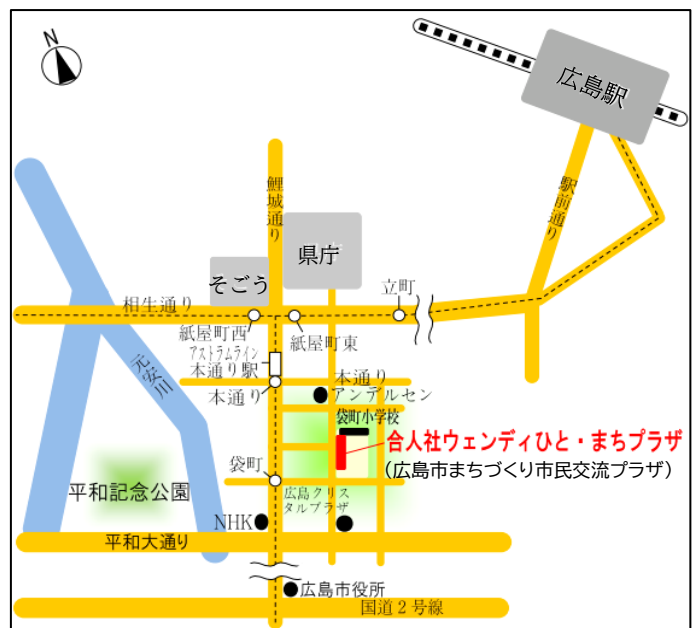 N
広島駅
鯉城通り
駅前通り
県庁
そごう
立町
相生通り
紙屋町西
紙屋町東
アストラムライン
本通り駅
元安川
本通り
本通り
アンデルセン
袋町小学校
合人社ウェンディひと・まちプラザ
（広島市まちづくり市民交流プラザ）
袋町
平和記念公園
広島クリス
タルプラザ
NHK
平和大通り
広島市役所
国道２号線